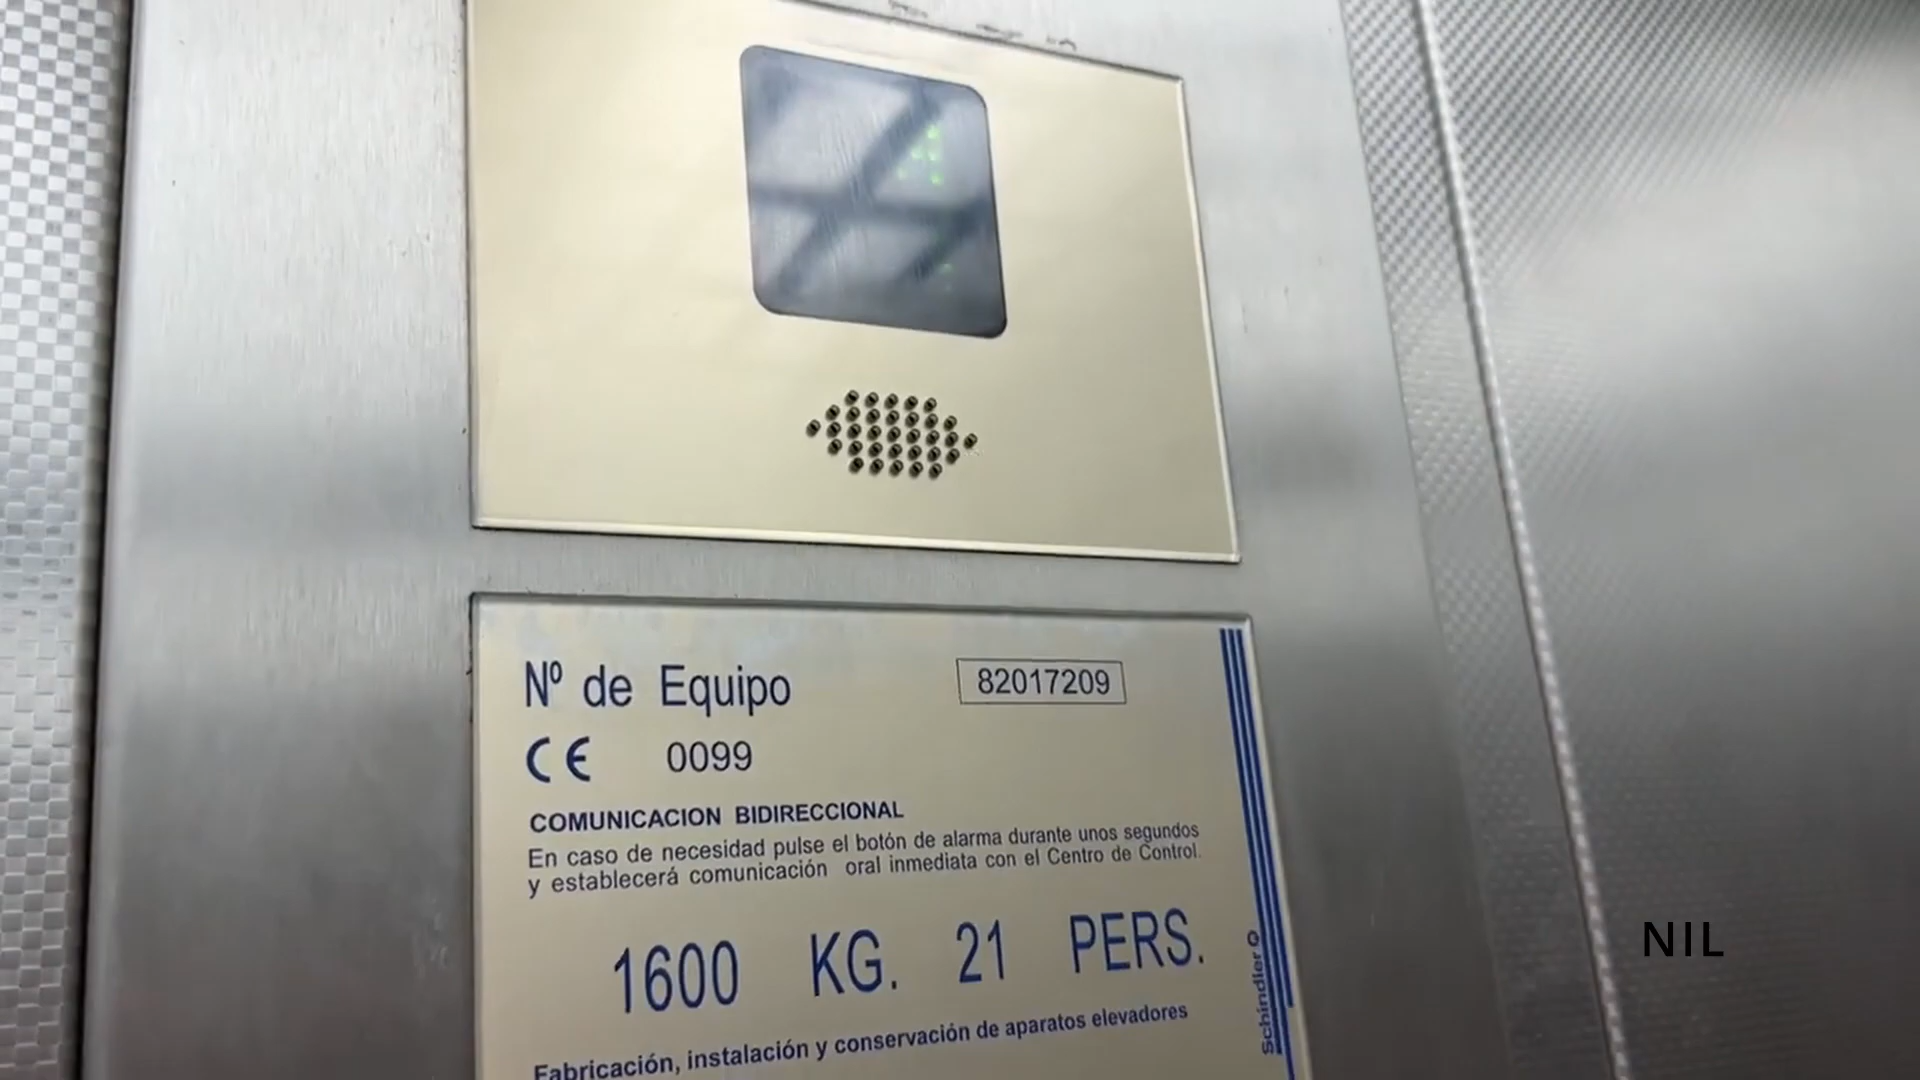 4
Nº de Equipo 82017209
CE 0099
COMUNICACION BIDIRECCIONAL
En caso de necesidad pulse el botón de alarma durante unos segundos
y establecerá comunicación oral inmediata con el Centro de Control.
1600 KG. 21 PERS.
Fabricación, instalación y conservación de aparatos elevadores
Schindler
NIL